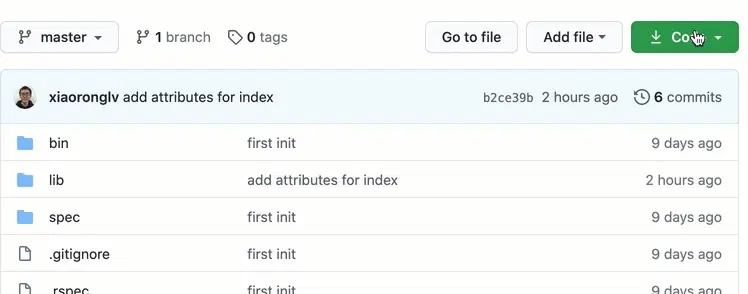 master 1 branch 0 tags Go to file Add file
xiaoronglv add attributes for index b2ce39b 2 hours ago 6 commits
bin first init 9 days ago
lib add attributes for index 2 hours ago
spec first init 9 days ago
.gitignore first init 9 days ago
.rspec first init 9 days ago